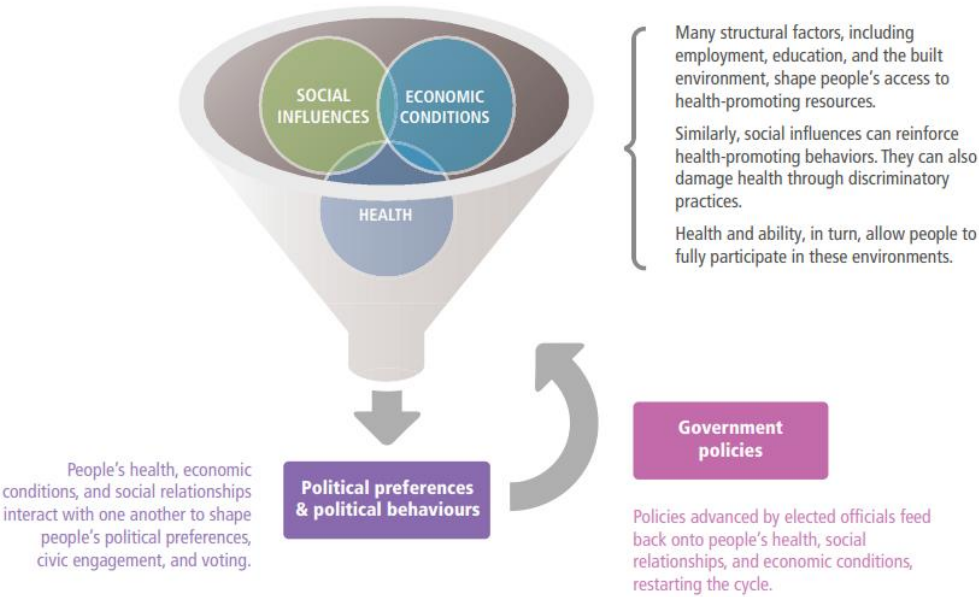 SOCIAL
INFLUENCES
ECONOMIC
CONDITIONS
HEALTH
Many structural factors, including
employment, education, and the built
environment, shape people's access to
health-promoting resources.
Similarly, social influences can reinforce
health-promoting behaviors. They can also
damage health through discriminatory
practices.
Health and ability, in turn, allow people to
fully participate in these environments.
People's health, economic
conditions, and social relationships
interact with one another to shape
people's political preferences,
civic engagement, and voting.
Political preferences
& political behaviours
Government
policies
Policies advanced by elected officials feed
back onto people's health, social
relationships, and economic conditions,
restarting the cycle.